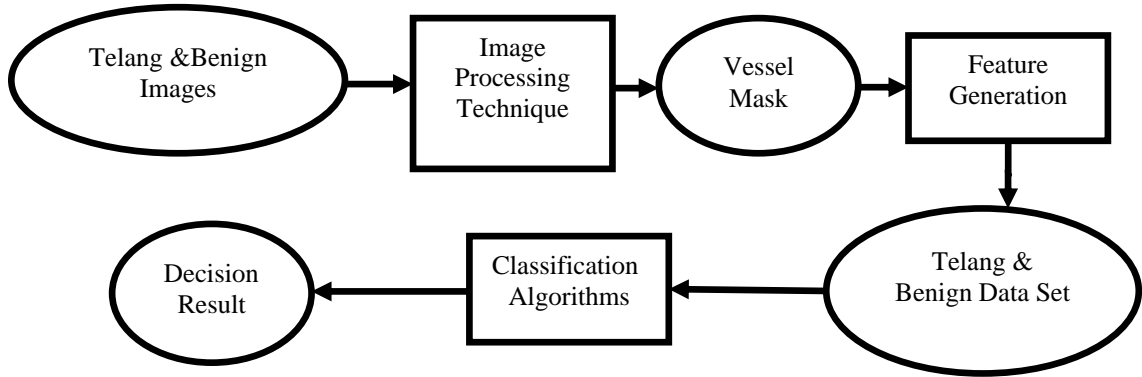 Telang &Benign
Images
Image
Processing
Technique
Vessel
Mask
Feature
Generation
Telang &
Benign Data Set
Classification
Algorithms
Decision
Result